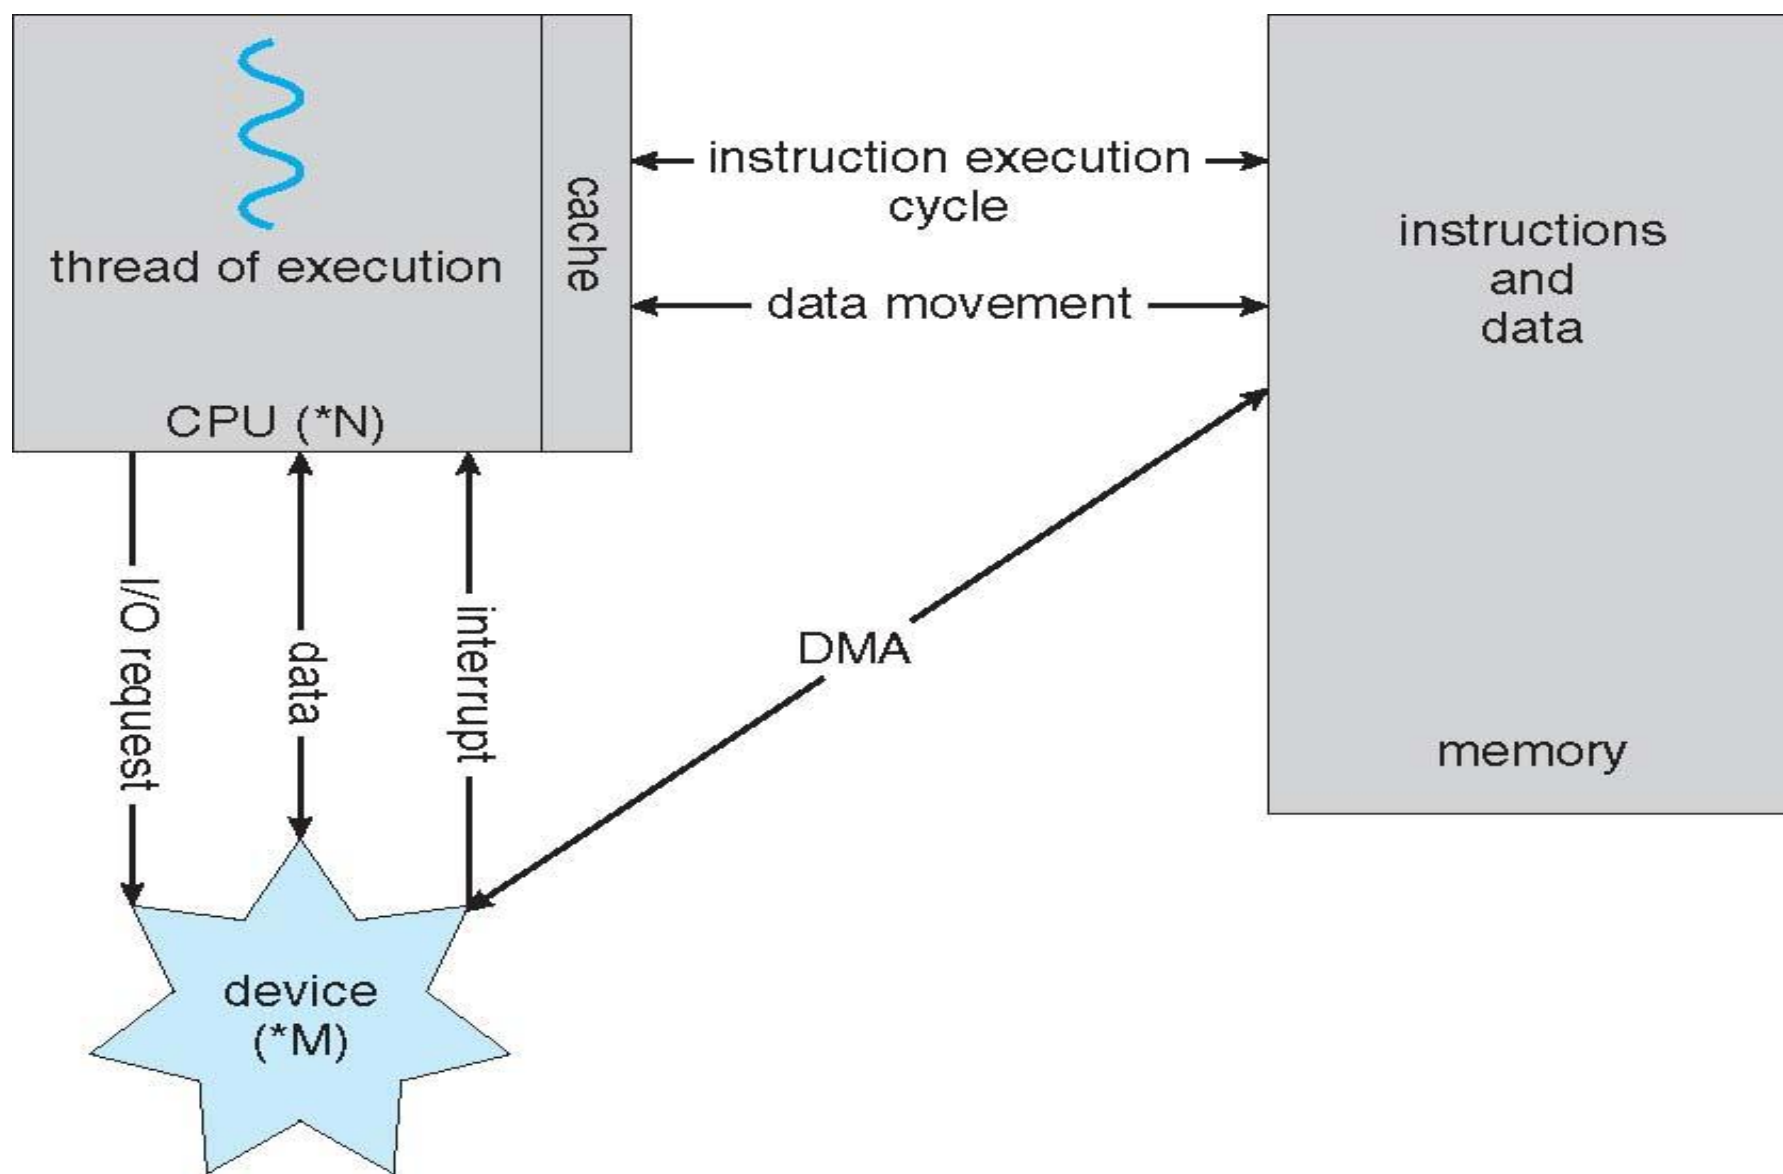 thread of execution
CPU (*N)
cache
instruction execution
cycle
data movement
instructions
and
data
memory
I/O request
data
interrupt
DMA
device
(*M)